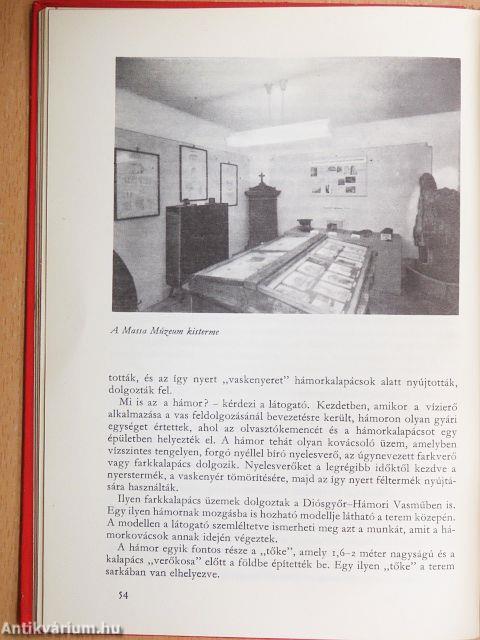 A Massa Múzeum kisterme
tották, és az így nyert „vaskenyeret" hámorkalapácsok alatt nyújtották,
dolgozták fel.
Mi is az a hámor? – kérdezi a látogató. Kezdetben, amikor a vízierő
alkalmazása a vas feldolgozásánál bevezetésre került, hámoron olyan gyári
egységet értettek, ahol az olvasztókemencét és a hámorkalapácsot egy
épületben helyezték el. A hámor tehát olyan kovácsoló üzem, amelyben
vízszintes tengelyen, forgó nyéllel bíró nyelesverő, az úgynevezett farkverő
vagy farkkalapács dolgozik. Nyelesverőket a legrégibb időktől kezdve a
nyerstermék, a vaskenyér tömörítésére, majd az így nyert féltermék nyújtá-
sára használták.
Ilyen farkkalapács üzemek dolgoztak a Diósgyőr–Hámori Vasműben is.
Egy ilyen hámornak mozgásba is hozható modellje látható a terem közepén.
A modellen a látogató szemléltetve ismerheti meg azt a munkát, amit a há-
morkovácsok annak idején végeztek.
A hámor egyik fontos része a „tőke", amely 1,6–2 méter nagyságú és a
kalapács „verőkosa" előtt a földbe építették be. Egy ilyen „tőke" a terem
sarkában van elhelyezve.
54
Antikvárium.hu